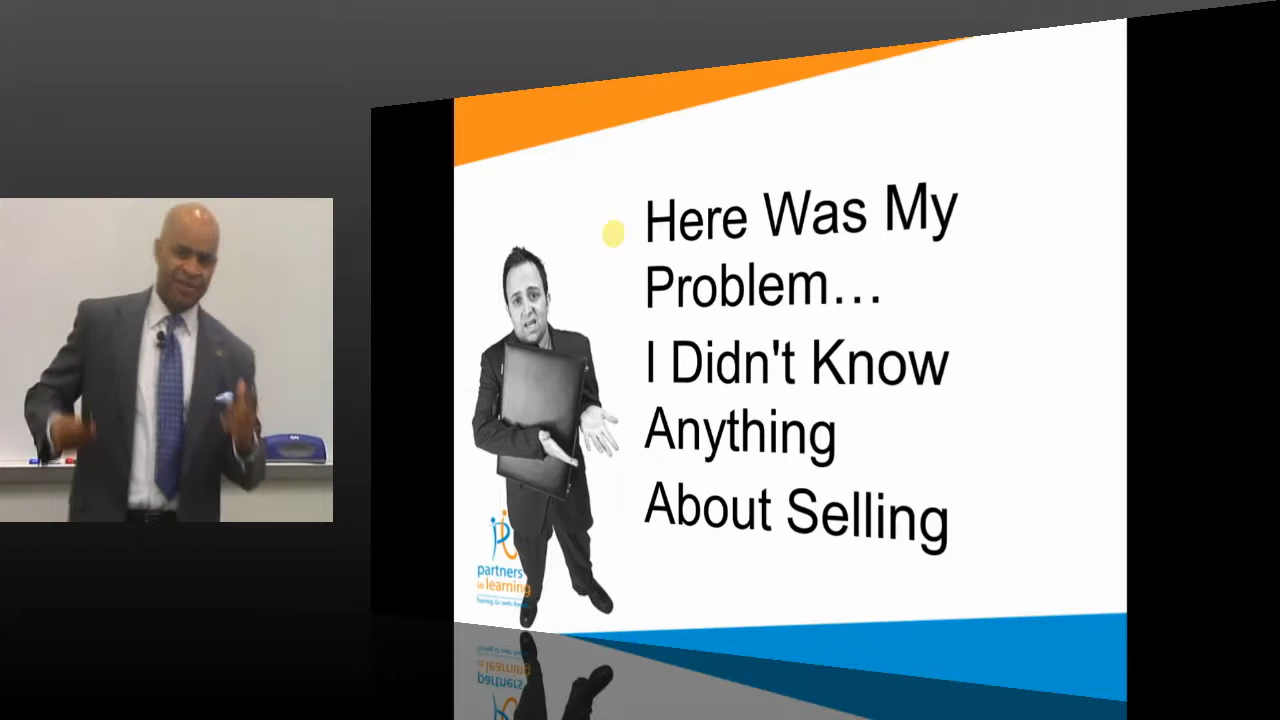 Here Was My
Problem…
I Didn't Know
Anything
About Selling
partners
in learning